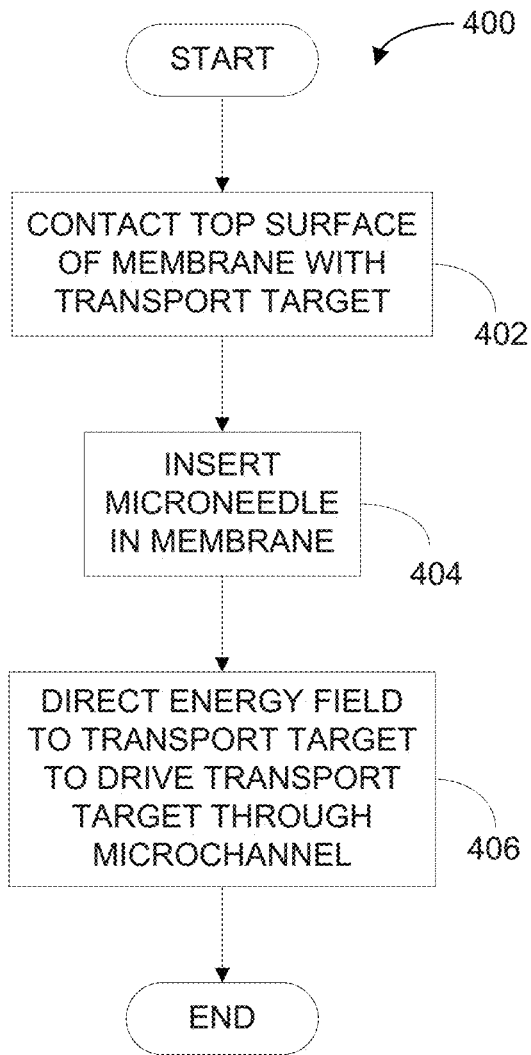 400
START
CONTACT TOP SURFACE
OF MEMBRANE WITH
TRANSPORT TARGET
402
INSERT
MICRONEEDLE
IN MEMBRANE
404
DIRECT ENERGY FIELD
TO TRANSPORT TARGET
TO DRIVE TRANSPORT
TARGET THROUGH
MICROCHANNEL
406
END